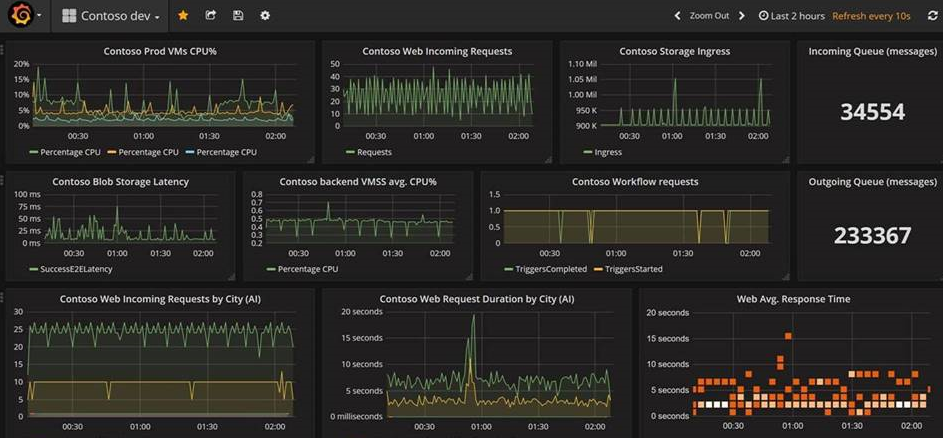 Contoso dev
Zoom Out
Last 2 hours
Refresh every 10s
Contoso Prod VMs CPU%
20%
15%
10%
5%
0%
00:30 01:00 01:30 02:00
Percentage CPU Percentage CPU Percentage CPU
Contoso Web Incoming Requests
50
40
30
20
10
0
00:30 01:00 01:30 02:00
Requests
Contoso Storage Ingress
1.10 Mil
1.05 Mil
1.00 Mil
950 K
900 K
00:30 01:00 01:30 02:00
Ingress
Incoming Queue (messages)
34554
Contoso Blob Storage Latency
100 ms
75 ms
50 ms
25 ms
0 ms
00:30 01:00 01:30 02:00
SuccessE2ELatency
Contoso backend VMSS avg. CPU%
0.8
0.7
0.6
0.5
0.4
0.3
0.2
00:30 01:00 01:30 02:00
Percentage CPU
Contoso Workflow requests
1.5
1.0
0.5
0
00:30 01:00 01:30 02:00
TriggersCompleted TriggersStarted
Outgoing Queue (messages)
233367
Contoso Web Incoming Requests by City (AI)
30
25
20
15
10
5
0
00:30 01:00 01:30 02:00
Contoso Web Request Duration by City (AI)
20 seconds
15 seconds
10 seconds
5 seconds
0 milliseconds
00:30 01:00 01:30 02:00
Web Avg. Response Time
20 seconds
15 seconds
10 seconds
5 seconds
0 seconds
00:30 01:00 01:30 02:00